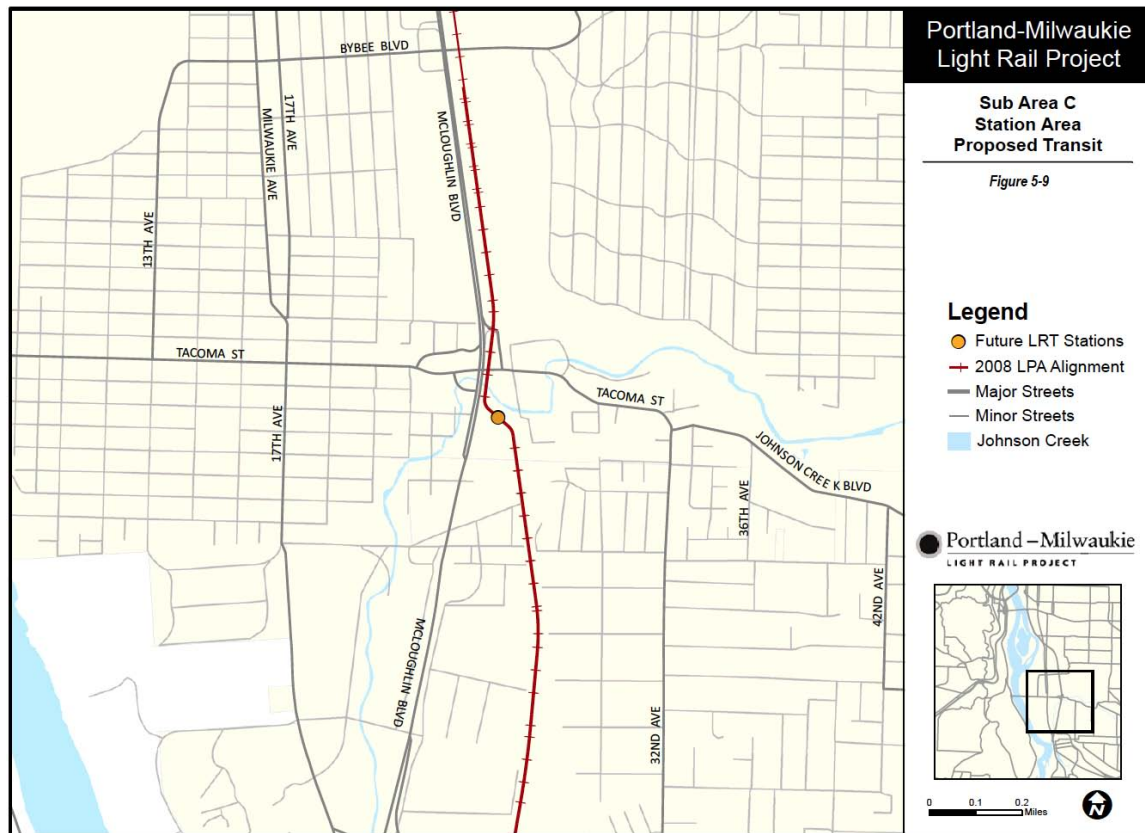 BYBEE BLVD
17TH AVE
MILWAUKIE AVE
MCLOUGHLIN BLVD
13TH AVE
TACOMA ST
TACOMA ST
17TH AVE
JOHNSON CREE K BLVD
36TH AVE
42ND AVE
MCLOUGHLIN BLVD
32ND AVE
Portland-Milwaukie
Light Rail Project
Sub Area C
Station Area
Proposed Transit
Figure 5-9
Legend
Future LRT Stations
2008 LPA Alignment
Major Streets
Minor Streets
Johnson Creek
Portland–Milwaukie
LIGHT RAIL PROJECT
0 0.1 0.2
Miles
N